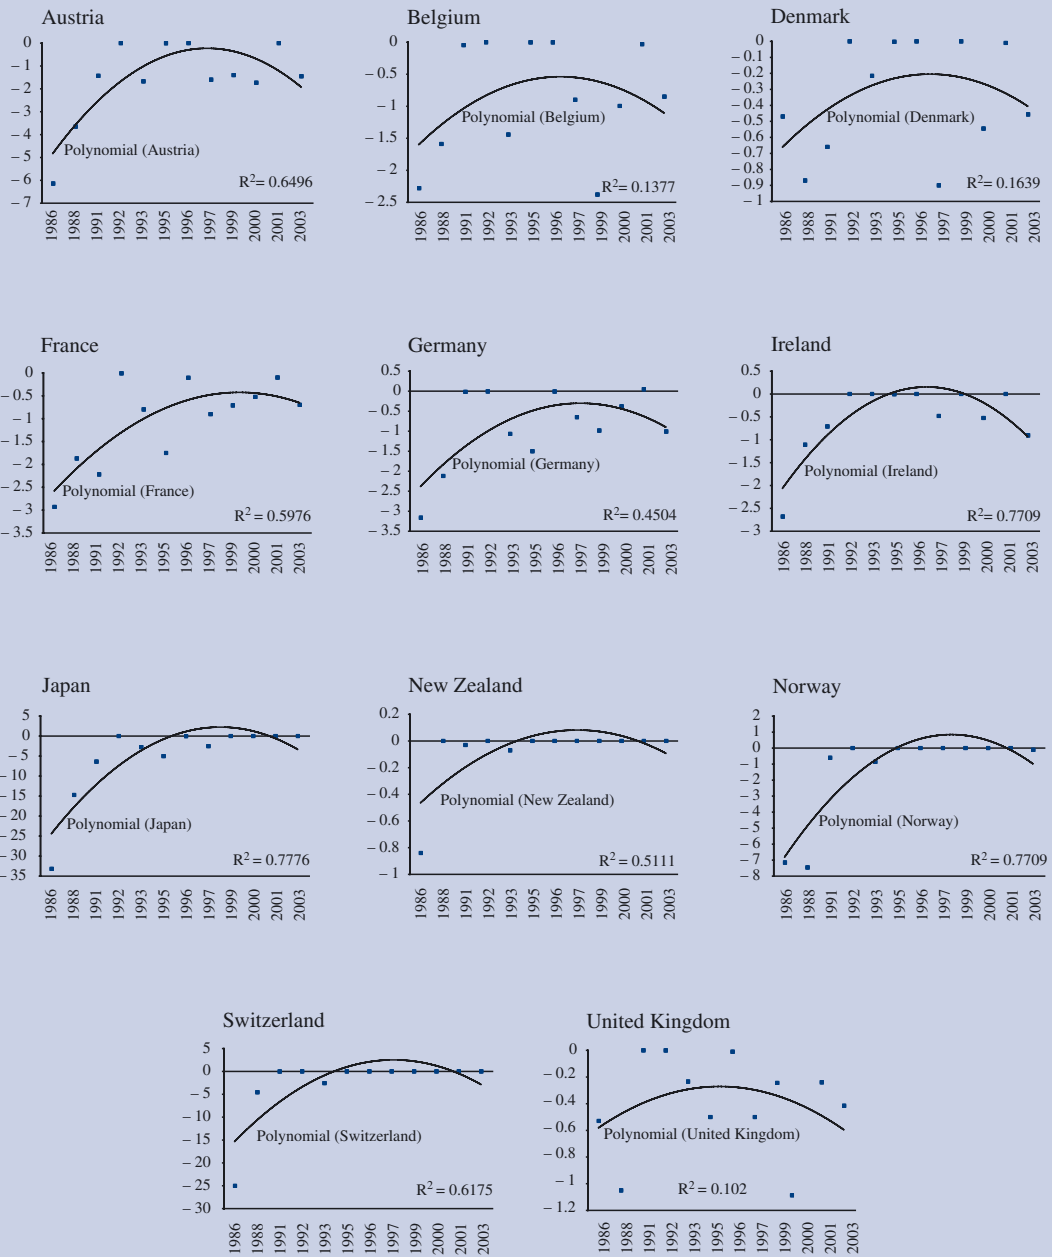 Austria
0
– 1
– 2
– 3
– 4
– 5
– 6
– 7
Polynomial (Austria)
R²= 0.6496
1986 1988 1991 1992 1993 1995 1996 1997 1999 2000 2001 2003
Belgium
0
– 0.5
– 1
– 1.5
– 2
– 2.5
Polynomial (Belgium)
R²= 0.1377
1986 1988 1991 1992 1993 1995 1996 1997 1999 2000 2001 2003
Denmark
0
– 0.1
– 0.2
– 0.3
– 0.4
– 0.5
– 0.6
– 0.7
– 0.8
– 0.9
– 1
Polynomial (Denmark)
R²= 0.1639
1986 1988 1991 1992 1993 1995 1996 1997 1999 2000 2001 2003
France
0
– 0.5
– 1
– 1.5
– 2
– 2.5
– 3
– 3.5
Polynomial (France)
R² = 0.5976
1986 1988 1991 1992 1993 1995 1996 1997 1999 2000 2001 2003
Germany
0.5
0
– 0.5
– 1
– 1.5
– 2
– 2.5
– 3
– 3.5
Polynomial (Germany)
R² = 0.4504
1986 1988 1991 1992 1993 1995 1996 1997 1999 2000 2001 2003
Ireland
0.5
0
– 0.5
– 1
– 1.5
– 2
– 2.5
– 3
Polynomial (Ireland)
R²= 0.7709
1986 1988 1991 1992 1993 1995 1996 1997 1999 2000 2001 2003
Japan
5
0
– 5
– 10
– 15
– 20
– 25
– 30
– 35
Polynomial (Japan)
R² = 0.7776
1986 1988 1991 1992 1993 1995 1996 1997 1999 2000 2001 2003
New Zealand
0.2
0
– 0.2
– 0.4
– 0.6
– 0.8
– 1
Polynomial (New Zealand)
R² = 0.5111
1986 1988 1991 1992 1993 1995 1996 1997 1999 2000 2001 2003
Norway
2
1
0
– 1
– 2
– 3
– 4
– 5
– 6
– 7
– 8
Polynomial (Norway)
R² = 0.7709
1986 1988 1991 1992 1993 1995 1996 1997 1999 2000 2001 2003
Switzerland
5
0
– 5
– 10
– 15
– 20
– 25
– 30
Polynomial (Switzerland)
R² = 0.6175
1986 1988 1991 1992 1993 1995 1996 1997 1999 2000 2001 2003
United Kingdom
0
– 0.2
– 0.4
– 0.6
– 0.8
– 1
– 1.2
Polynomial (United Kingdom)
R² = 0.102
1986 1988 1991 1992 1993 1995 1996 1997 1999 2000 2001 2003